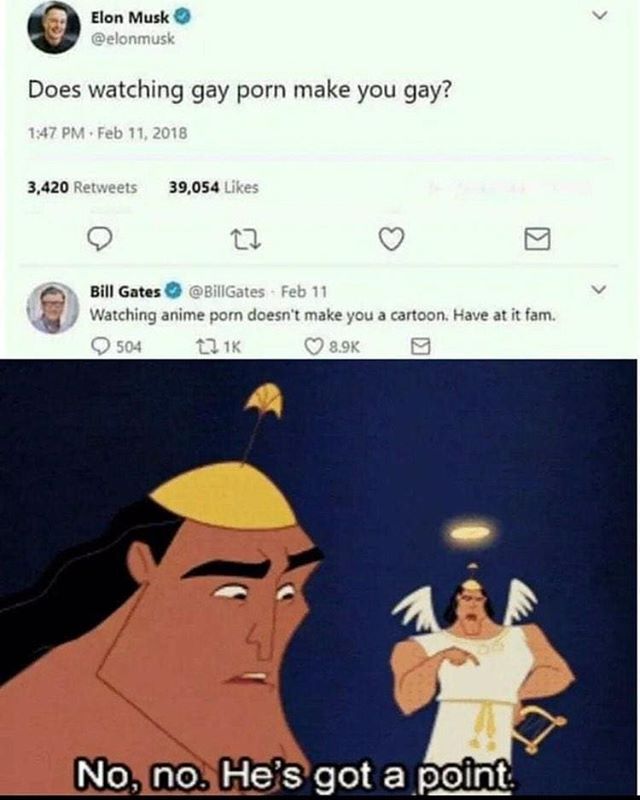 Elon Musk
@elonmusk
Does watching gay porn make you gay?
1:47 PM · Feb 11, 2018
3,420 Retweets 39,054 Likes
Bill Gates @BillGates · Feb 11
Watching anime porn doesn't make you a cartoon. Have at it fam.
504 1K 8.9K
No, no. He's got a point.